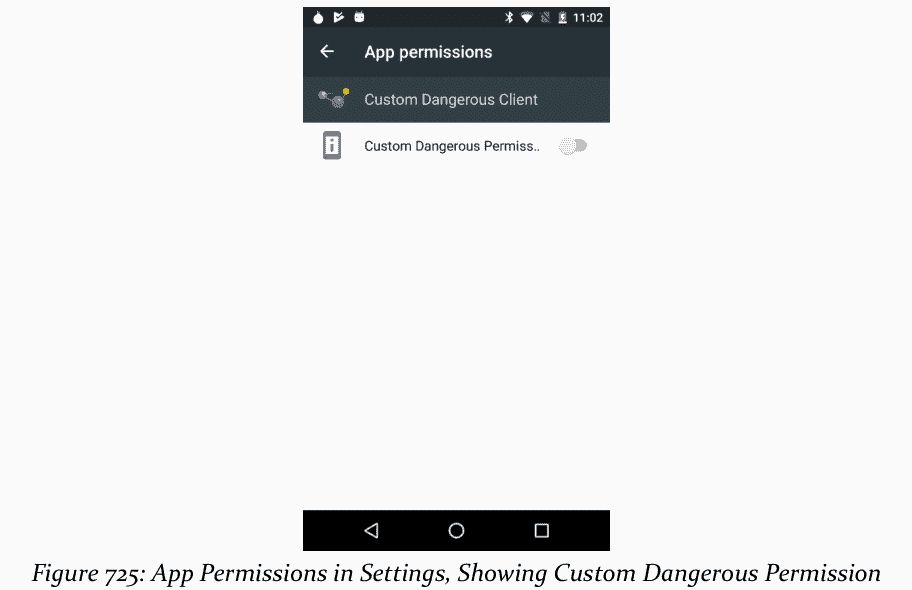 11:02
App permissions
Custom Dangerous Client
Custom Dangerous Permiss..
Figure 725: App Permissions in Settings, Showing Custom Dangerous Permission